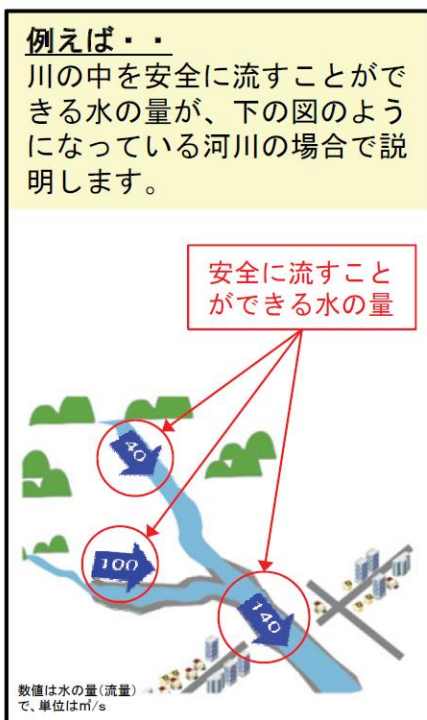 例えば・・
川の中を安全に流すことがで
きる水の量が、下の図のよう
になっている河川の場合で説
明します。
安全に流すこと
ができる水の量
40
100
140
数値は水の量(流量)
で、単位は㎥/s